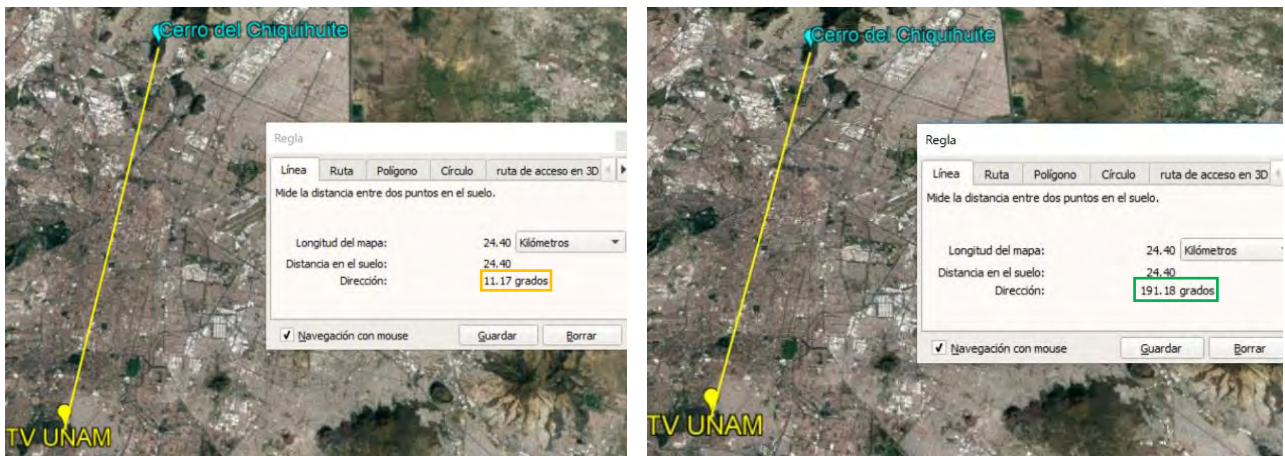 Cerro del Chiquihuite
Regla
Línea Ruta Polígono Círculo ruta de acceso en 3D
Mide la distancia entre dos puntos en el suelo.
Longitud del mapa: 24.40 Kilómetros
Distancia en el suelo: 24.40
Dirección: 11.17 grados
Navegación con mouse Guardar Borrar
TV UNAM
Cerro del Chiquihuite
Regla
Línea Ruta Polígono Círculo ruta de acceso en 3D
Mide la distancia entre dos puntos en el suelo.
Longitud del mapa: 24.40 Kilómetros
Distancia en el suelo: 24.40
Dirección: 191.18 grados
Navegación con mouse Guardar Borrar
TV UNAM